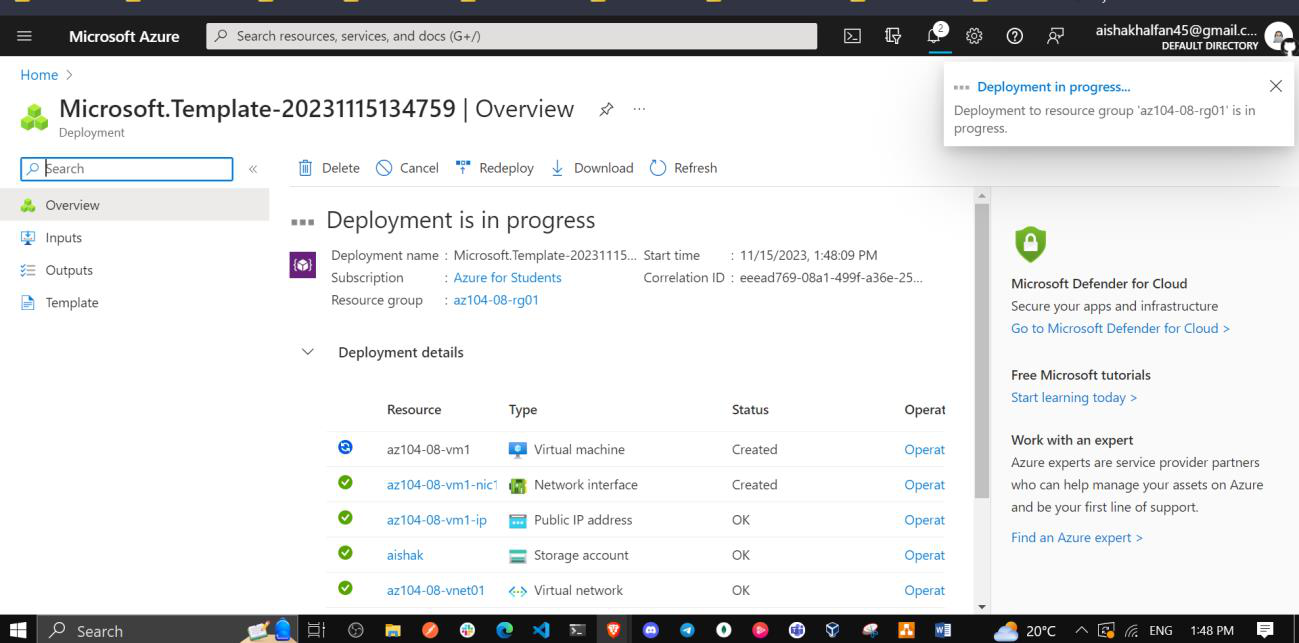 Microsoft Azure
Search resources, services, and docs (G+/)
2
aishakhalfan45@gmail.c...
DEFAULT DIRECTORY
Home >
Deployment in progress...
Deployment to resource group 'az104-08-rg01' is in
progress.
Microsoft.Template-20231115134759 | Overview
Deployment
Search
«
Delete
Cancel
Redeploy
Download
Refresh
Overview
Inputs
Outputs
Template
Deployment is in progress
Deployment name : Microsoft.Template-20231115... Start time : 11/15/2023, 1:48:09 PM
Subscription : Azure for Students Correlation ID : eeead769-08a1-499f-a36e-25...
Resource group : az104-08-rg01
Deployment details
Resource Type Status Operat
az104-08-vm1 Virtual machine Created Operat
az104-08-vm1-nic1 Network interface Created Operat
az104-08-vm1-ip Public IP address OK Operat
aishak Storage account OK Operat
az104-08-vnet01 Virtual network OK Operat
Microsoft Defender for Cloud
Secure your apps and infrastructure
Go to Microsoft Defender for Cloud >
Free Microsoft tutorials
Start learning today >
Work with an expert
Azure experts are service provider partners
who can help manage your assets on Azure
and be your first line of support.
Find an Azure expert >
Search
20°C
ENG
1:48 PM